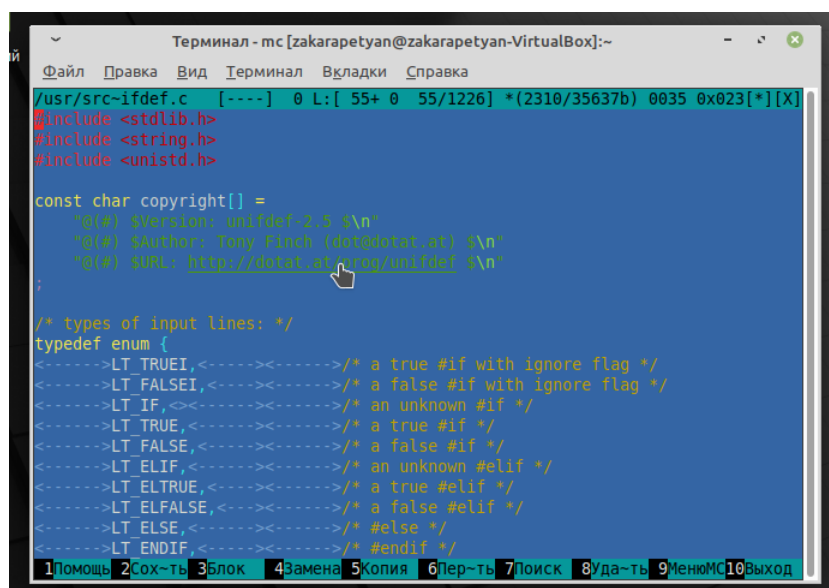 ий
Терминал - mc [zakarapetyan@zakarapetyan-VirtualBox]:~
Файл Правка Вид Терминал Вкладки Справка
/usr/src~ifdef.c [----] 0 L:[ 55+ 0 55/1226] *(2310/35637b) 0035 0x023[*][X]
#include <stdlib.h>
#include <string.h>
#include <unistd.h>
const char copyright[] =
"@(#) $Version: unifdef-2.5 $\n"
"@(#) $Author: Tony Finch (dot@dotat.at) $\n"
"@(#) $URL: http://dotat.at/prog/unifdef $\n"
;
/* types of input lines: */
typedef enum {
<------>LT_TRUEI,<-----><------>/* a true #if with ignore flag */
<------>LT_FALSEI,<----><------>/* a false #if with ignore flag */
<------>LT_IF,<><------>/* an unknown #if */
<------>LT_TRUE,<-----><------>/* a true #if */
<------>LT_FALSE,<-----><------>/* a false #if */
<------>LT_ELIF,<-----><------>/* an unknown #elif */
<------>LT_ELTRUE,<----><------>/* a true #elif */
<------>LT_ELFALSE,<---><------>/* a false #elif */
<------>LT_ELSE,<-----><------>/* #else */
<------>LT_ENDIF,<-----><------>/* #endif */
1Помощь 2Сох~ть 3Блок 4Замена 5Копия 6Пер~ть 7Поиск 8Уда~ть 9МенюMC 10Выход